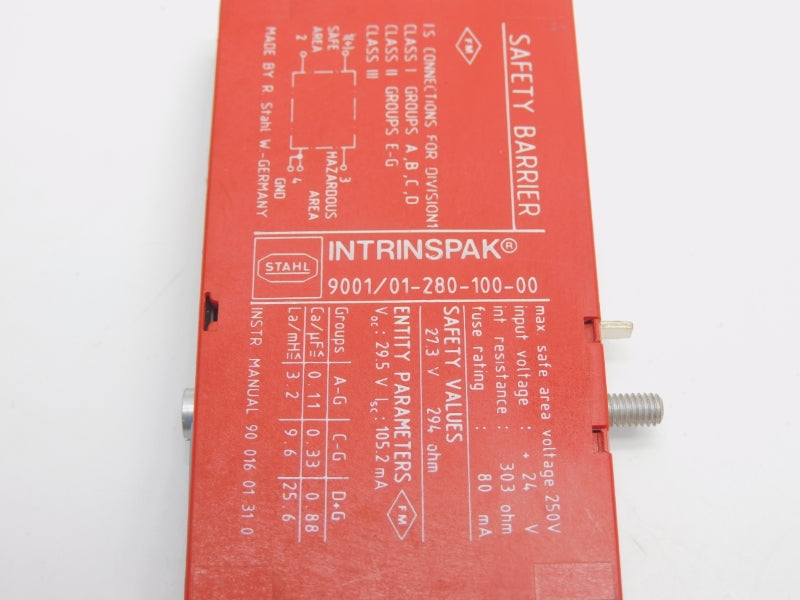 SAFETY BARRIER
FM
IS CONNECTIONS FOR DIVISION1
CLASS I GROUPS A,B,C,D
CLASS II GROUPS E-G
CLASS III
1(+)
SAFE
AREA
2
3
HAZARDOUS
AREA
4
GND
MADE BY R. Stahl W.-GERMANY
STAHL
INTRINSPAK®
9001/01-280-100-00
max. safe area voltage 250V
input voltage : + 24 V
int resistance : 303 ohm
fuse rating : 80 mA
SAFETY VALUES
27.3 V 294 ohm
ENTITY PARAMETERS FM
Voc: 29.5 V Isc: 105.2 mA
Groups A-G C-G D+G
Ca/µF≤ 0.11 0.33 0.88
La/mH≤ 3.2 9.6 25.6
INSTR MANUAL 90 016 01 31 0